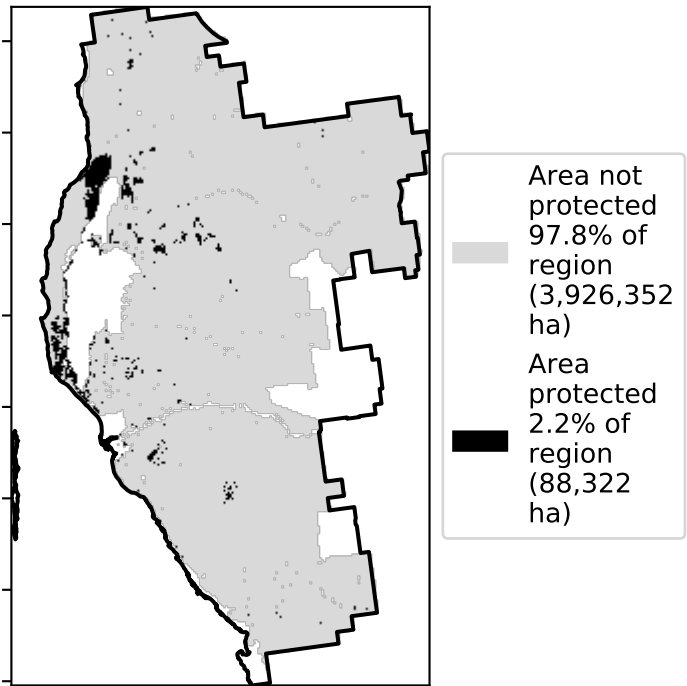 Area not
protected
97.8% of
region
(3,926,352
ha)
Area
protected
2.2% of
region
(88,322
ha)